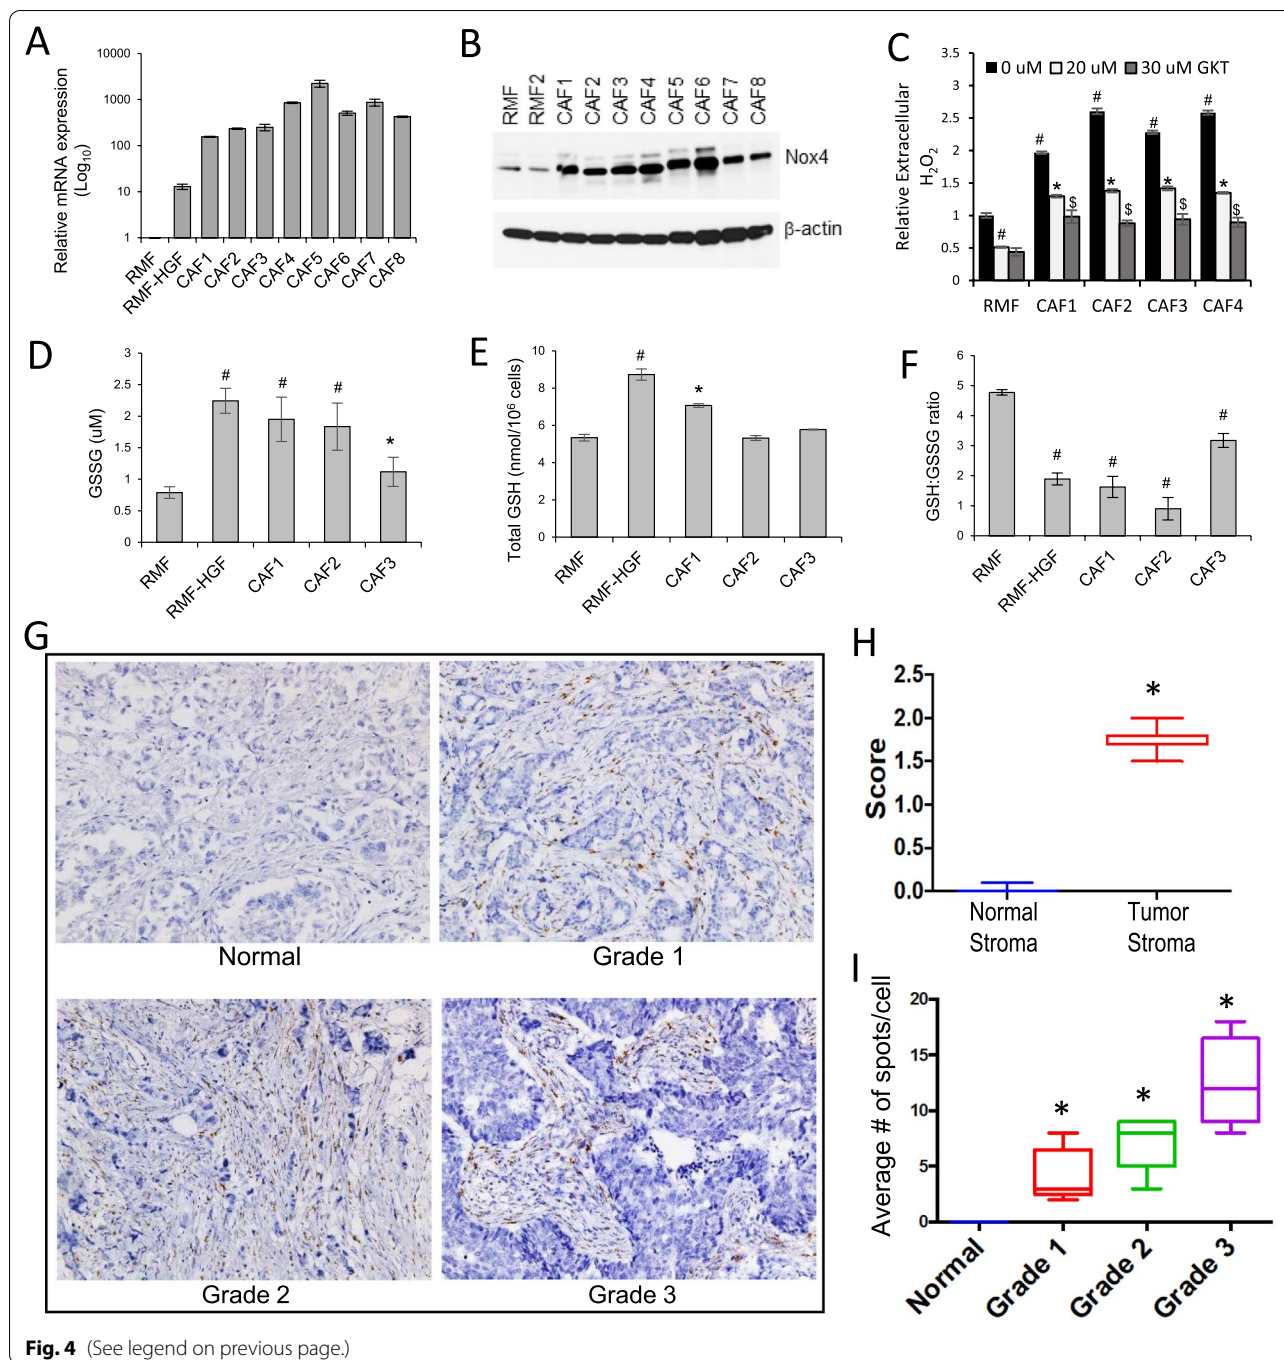 A
Relative mRNA expression
(Log10)
10000
1000
100
10
1
RMF
RMF-HGF
CAF1
CAF2
CAF3
CAF4
CAF5
CAF6
CAF7
CAF8
B
RMF
RMF2
CAF1
CAF2
CAF3
CAF4
CAF5
CAF6
CAF7
CAF8
Nox4
β-actin
C
Relative Extracellular
H2O2
3.5
3
2.5
2
1.5
1
0.5
0
0 uM 20 uM 30 uM GKT
# # # # #
* * * *
$ $ $ $
RMF CAF1 CAF2 CAF3 CAF4
D
GSSG (uM)
3
2.5
2
1.5
1
0.5
0
# # # *
RMF
RMF-HGF
CAF1
CAF2
CAF3
E
Total GSH (nmol/10⁶ cells)
10
8
6
4
2
0
# *
RMF
RMF-HGF
CAF1
CAF2
CAF3
F
GSH:GSSG ratio
6
5
4
3
2
1
0
# # # #
RMF
RMF-HGF
CAF1
CAF2
CAF3
G
Normal
Grade 1
Grade 2
Grade 3
H
Score
2.5
2.0
1.5
1.0
0.5
0.0
*
Normal
Stroma
Tumor
Stroma
I
Average # of spots/cell
20
15
10
5
0
* * *
Normal
Grade 1
Grade 2
Grade 3
Fig. 4 (See legend on previous page.)